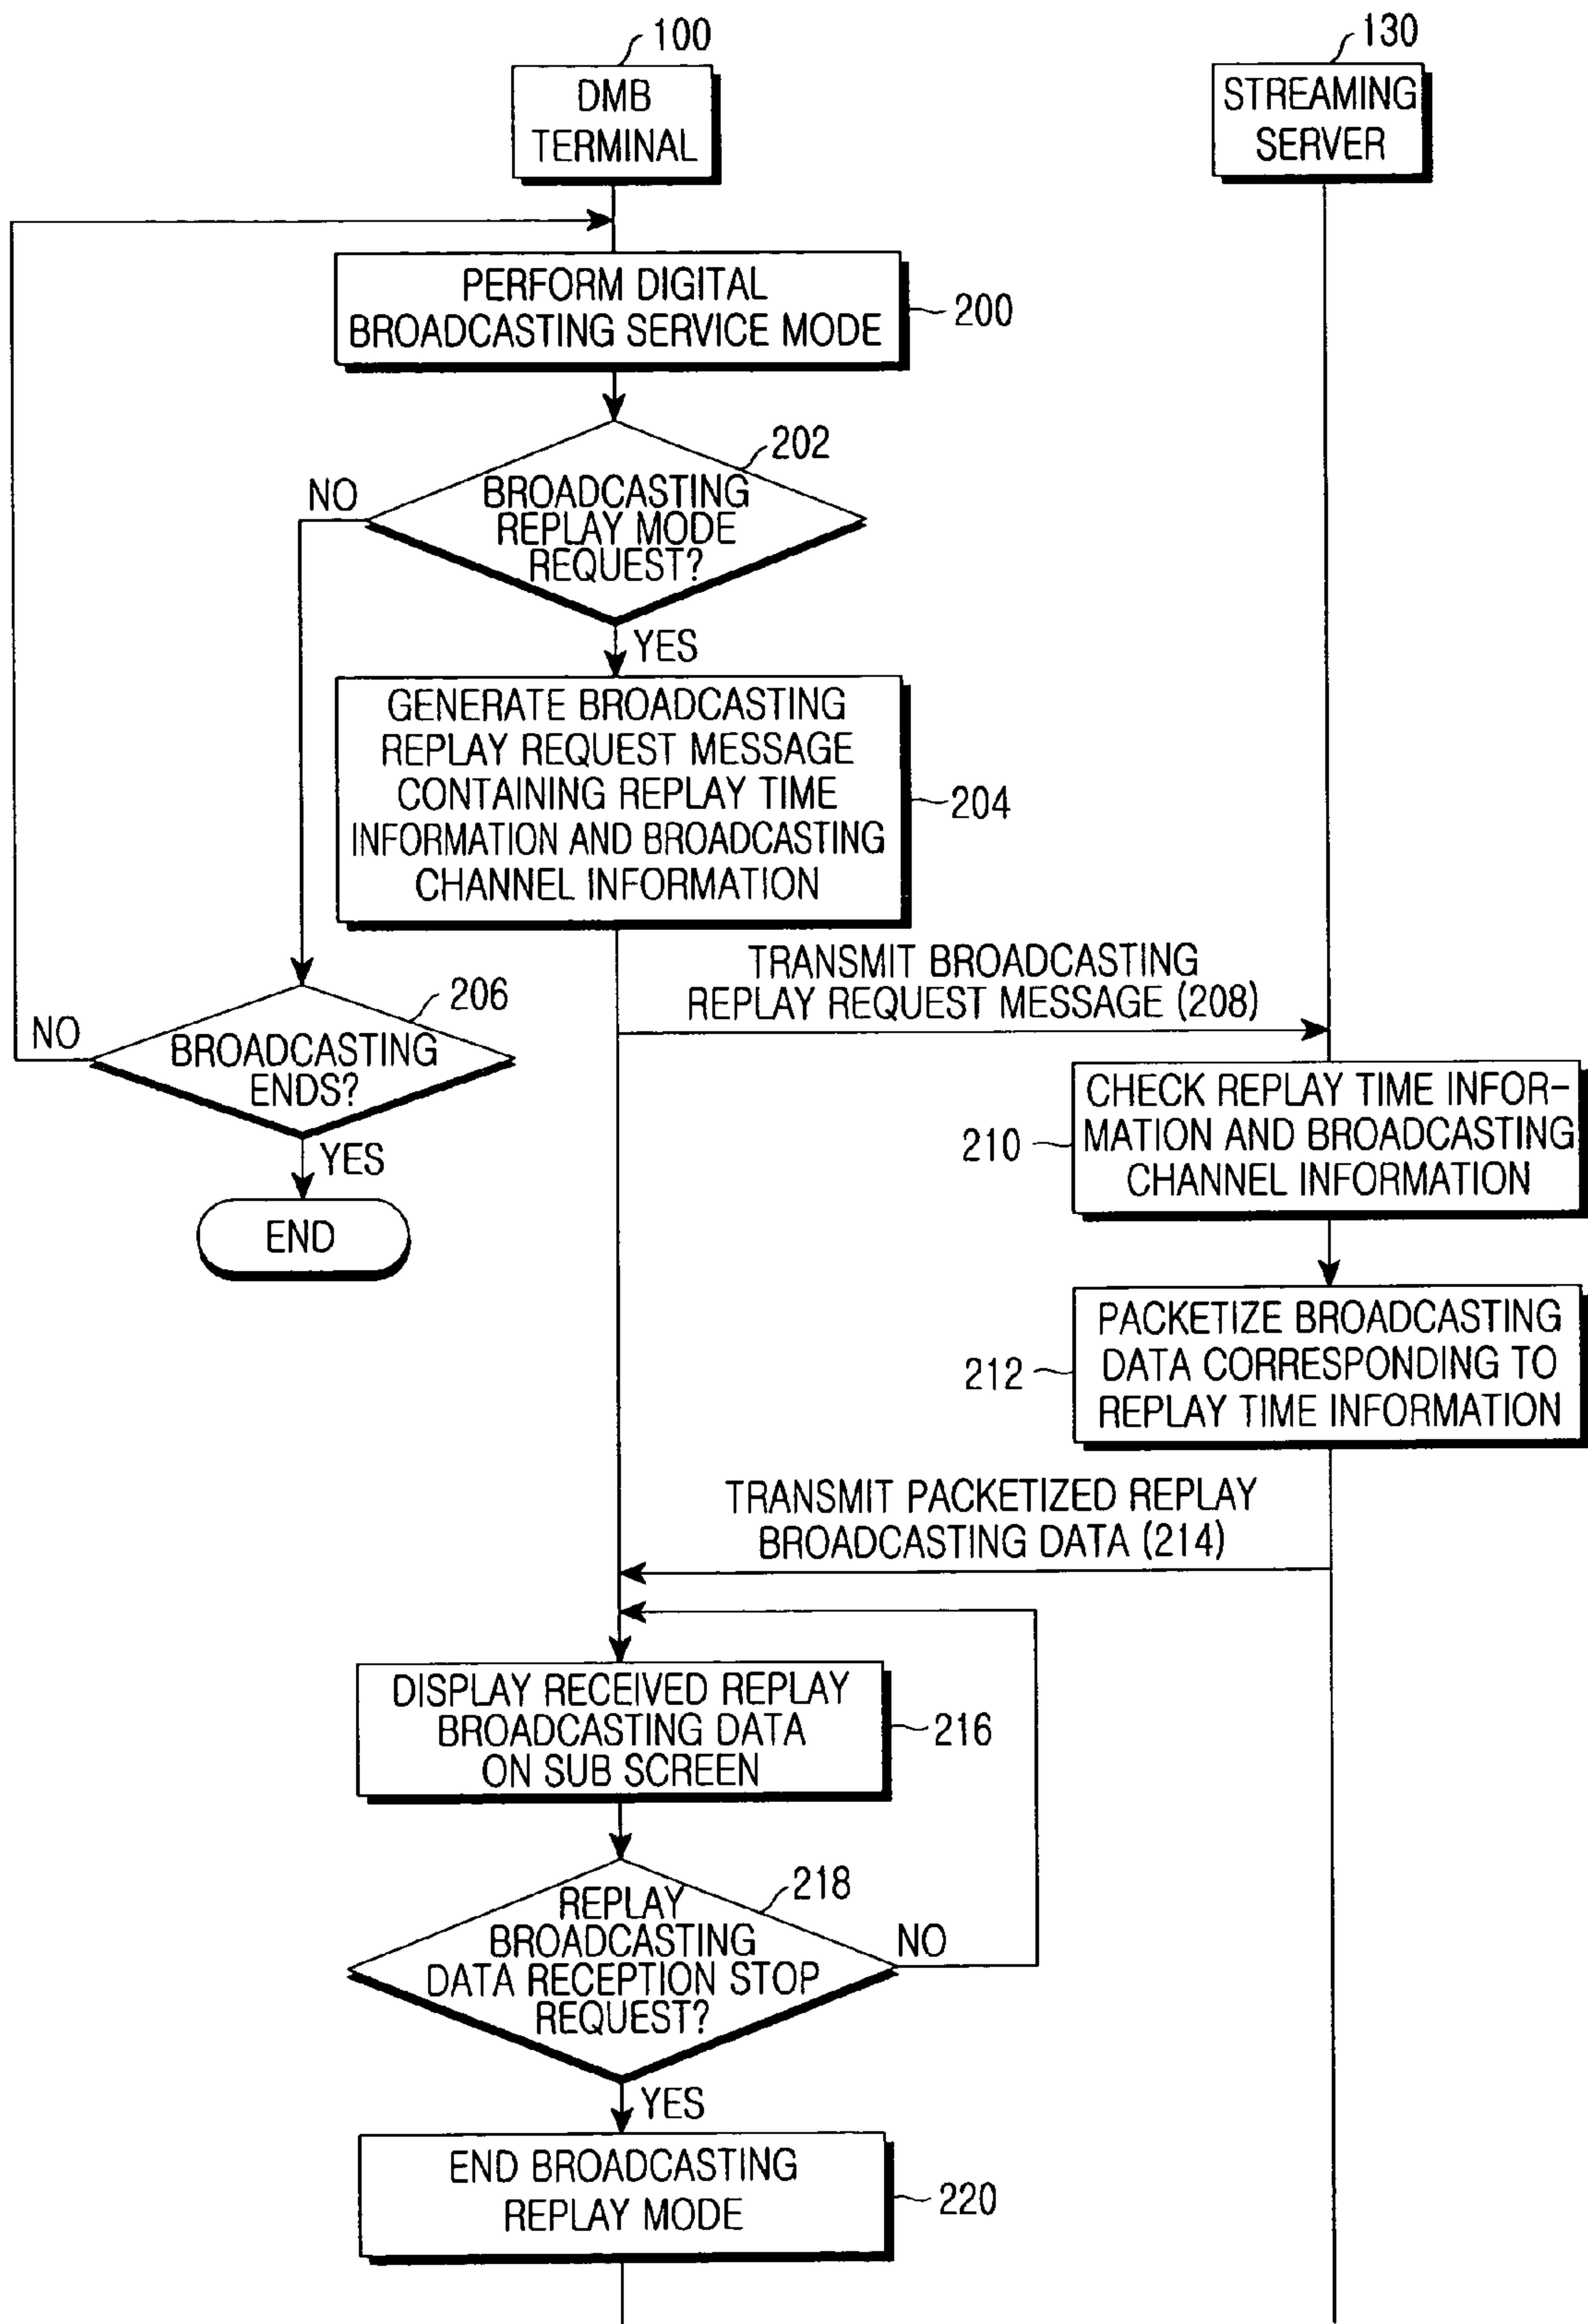 100
DMB
TERMINAL
130
STREAMING
SERVER
PERFORM DIGITAL
BROADCASTING SERVICE MODE
200
202
BROADCASTING
REPLAY MODE
REQUEST?
NO
YES
GENERATE BROADCASTING
REPLAY REQUEST MESSAGE
CONTAINING REPLAY TIME
INFORMATION AND BROADCASTING
CHANNEL INFORMATION
204
TRANSMIT BROADCASTING
REPLAY REQUEST MESSAGE (208)
206
NO
BROADCASTING
ENDS?
YES
END
CHECK REPLAY TIME INFOR-
MATION AND BROADCASTING
CHANNEL INFORMATION
210
PACKETIZE BROADCASTING
DATA CORRESPONDING TO
REPLAY TIME INFORMATION
212
TRANSMIT PACKETIZED REPLAY
BROADCASTING DATA (214)
DISPLAY RECEIVED REPLAY
BROADCASTING DATA
ON SUB SCREEN
216
218
REPLAY
BROADCASTING
DATA RECEPTION STOP
REQUEST?
NO
YES
END BROADCASTING
REPLAY MODE
220